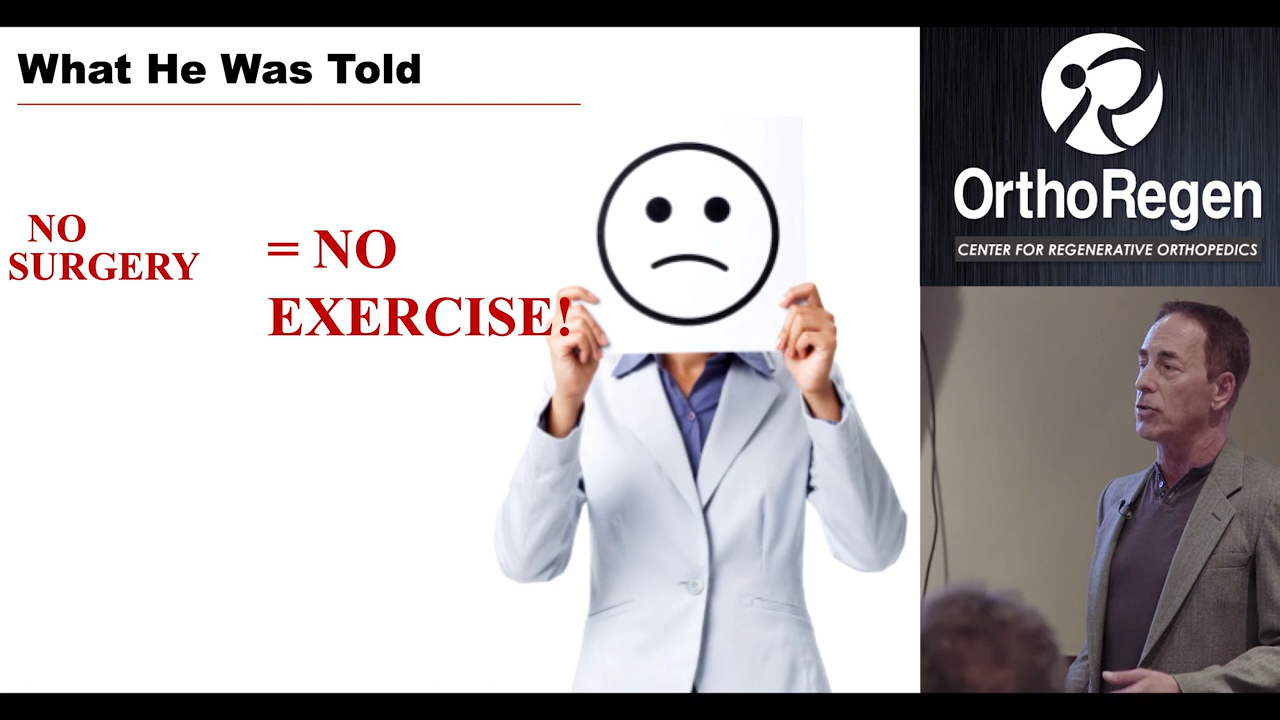 What He Was Told
NO
SURGERY
= NO
EXERCISE!
OrthoRegen
CENTER FOR REGENERATIVE ORTHOPEDICS